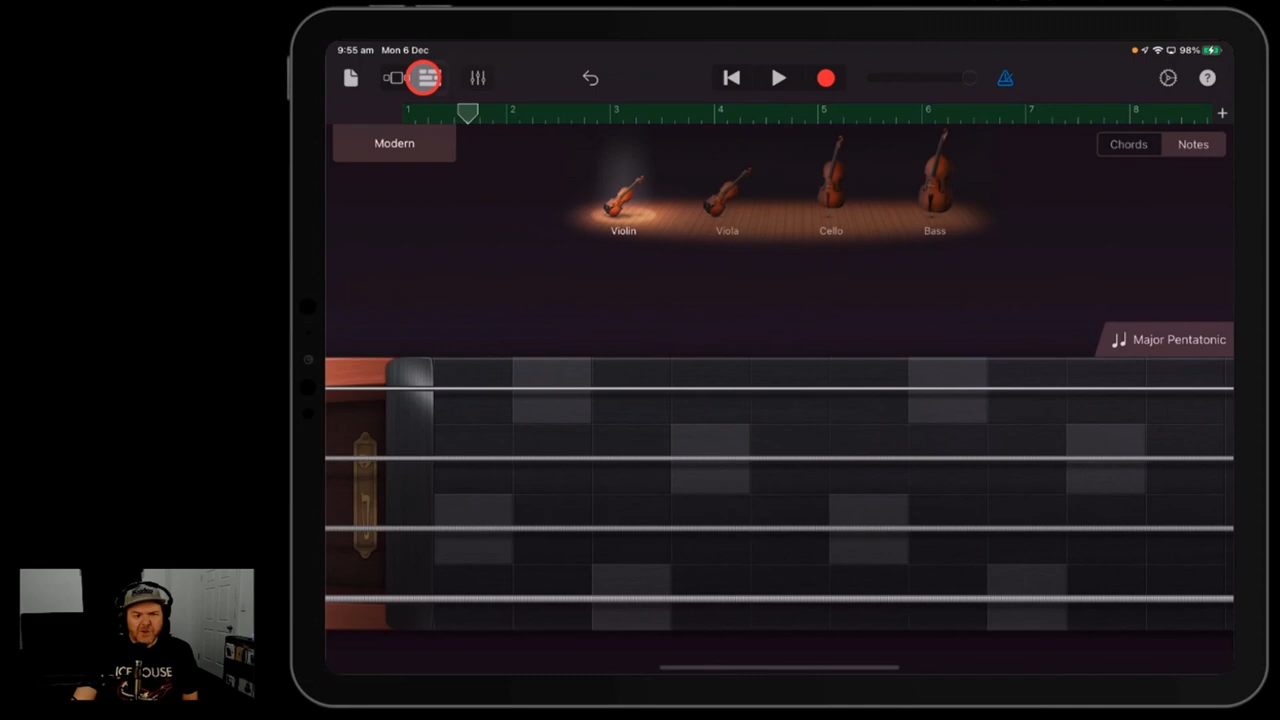 9:55 am Mon 6 Dec
98%
1 2 3 4 5 6 7 8
Modern
Chords Notes
Violin Viola Cello Bass
Major Pentatonic